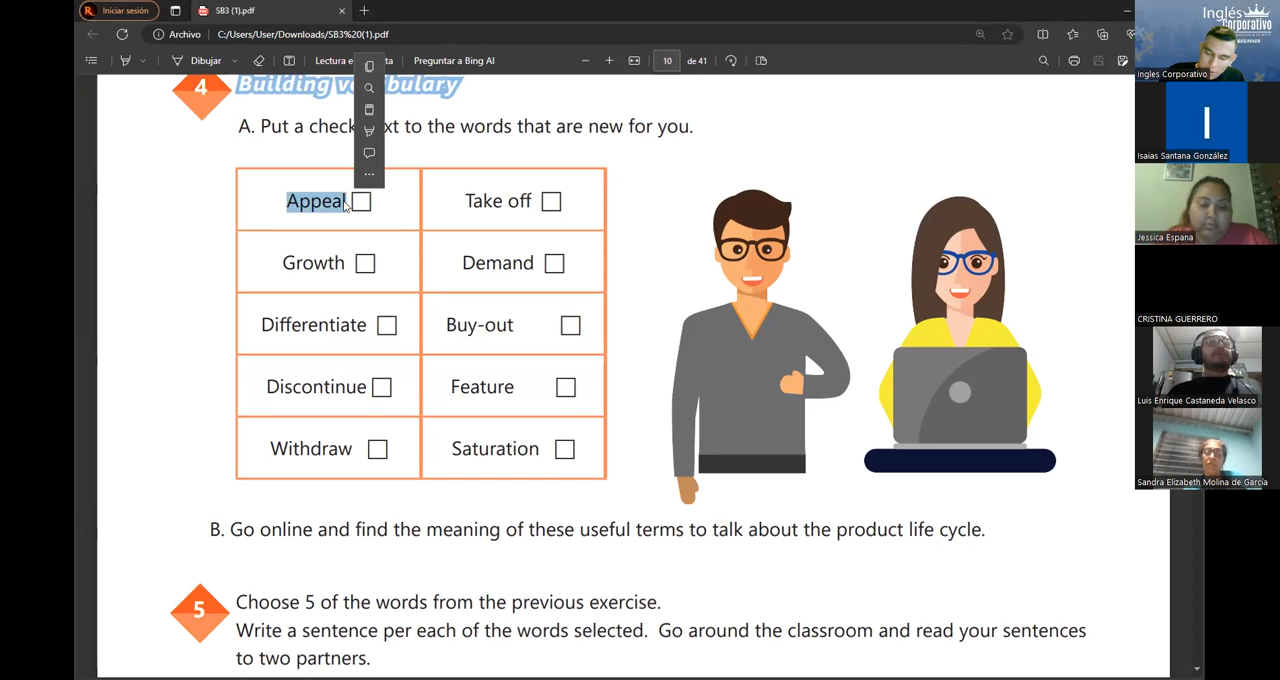 Iniciar sesión
SB3 (1).pdf
Archivo
C:/Users/User/Downloads/SB3%20(1).pdf
Dibujar
Preguntar a Bing AI
10
de 41
4
Building vocabulary
A. Put a check next to the words that are new for you.
Appeal
Take off
Growth
Demand
Differentiate
Buy-out
Discontinue
Feature
Withdraw
Saturation
B. Go online and find the meaning of these useful terms to talk about the product life cycle.
5
Choose 5 of the words from the previous exercise.
Write a sentence per each of the words selected. Go around the classroom and read your sentences
to two partners.
Inglés
Corporativo
BEGINNER
Ingles Corporativo
I
Isaias Santana González
Jessica Espana
CRISTINA GUERRERO
Luis Enrique Castaneda Velasco
Sandra Elizabeth Molina de García